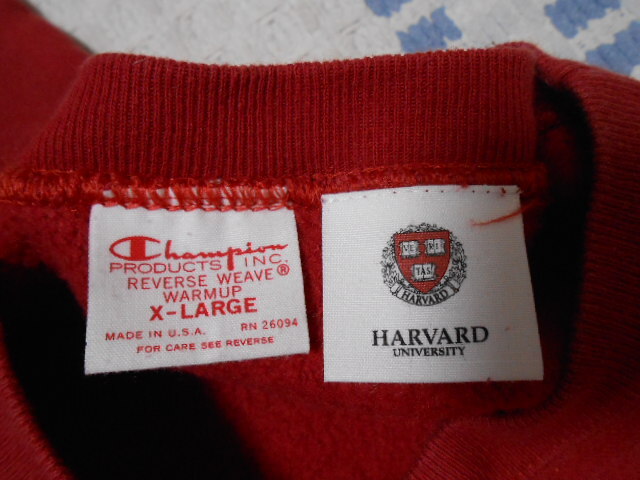 Champion
PRODUCTS INC.
REVERSE WEAVE®
WARMUP
X-LARGE
MADE IN U.S.A. RN 26094
FOR CARE SEE REVERSE
VE RI
TAS
HARVARD
HARVARD
UNIVERSITY